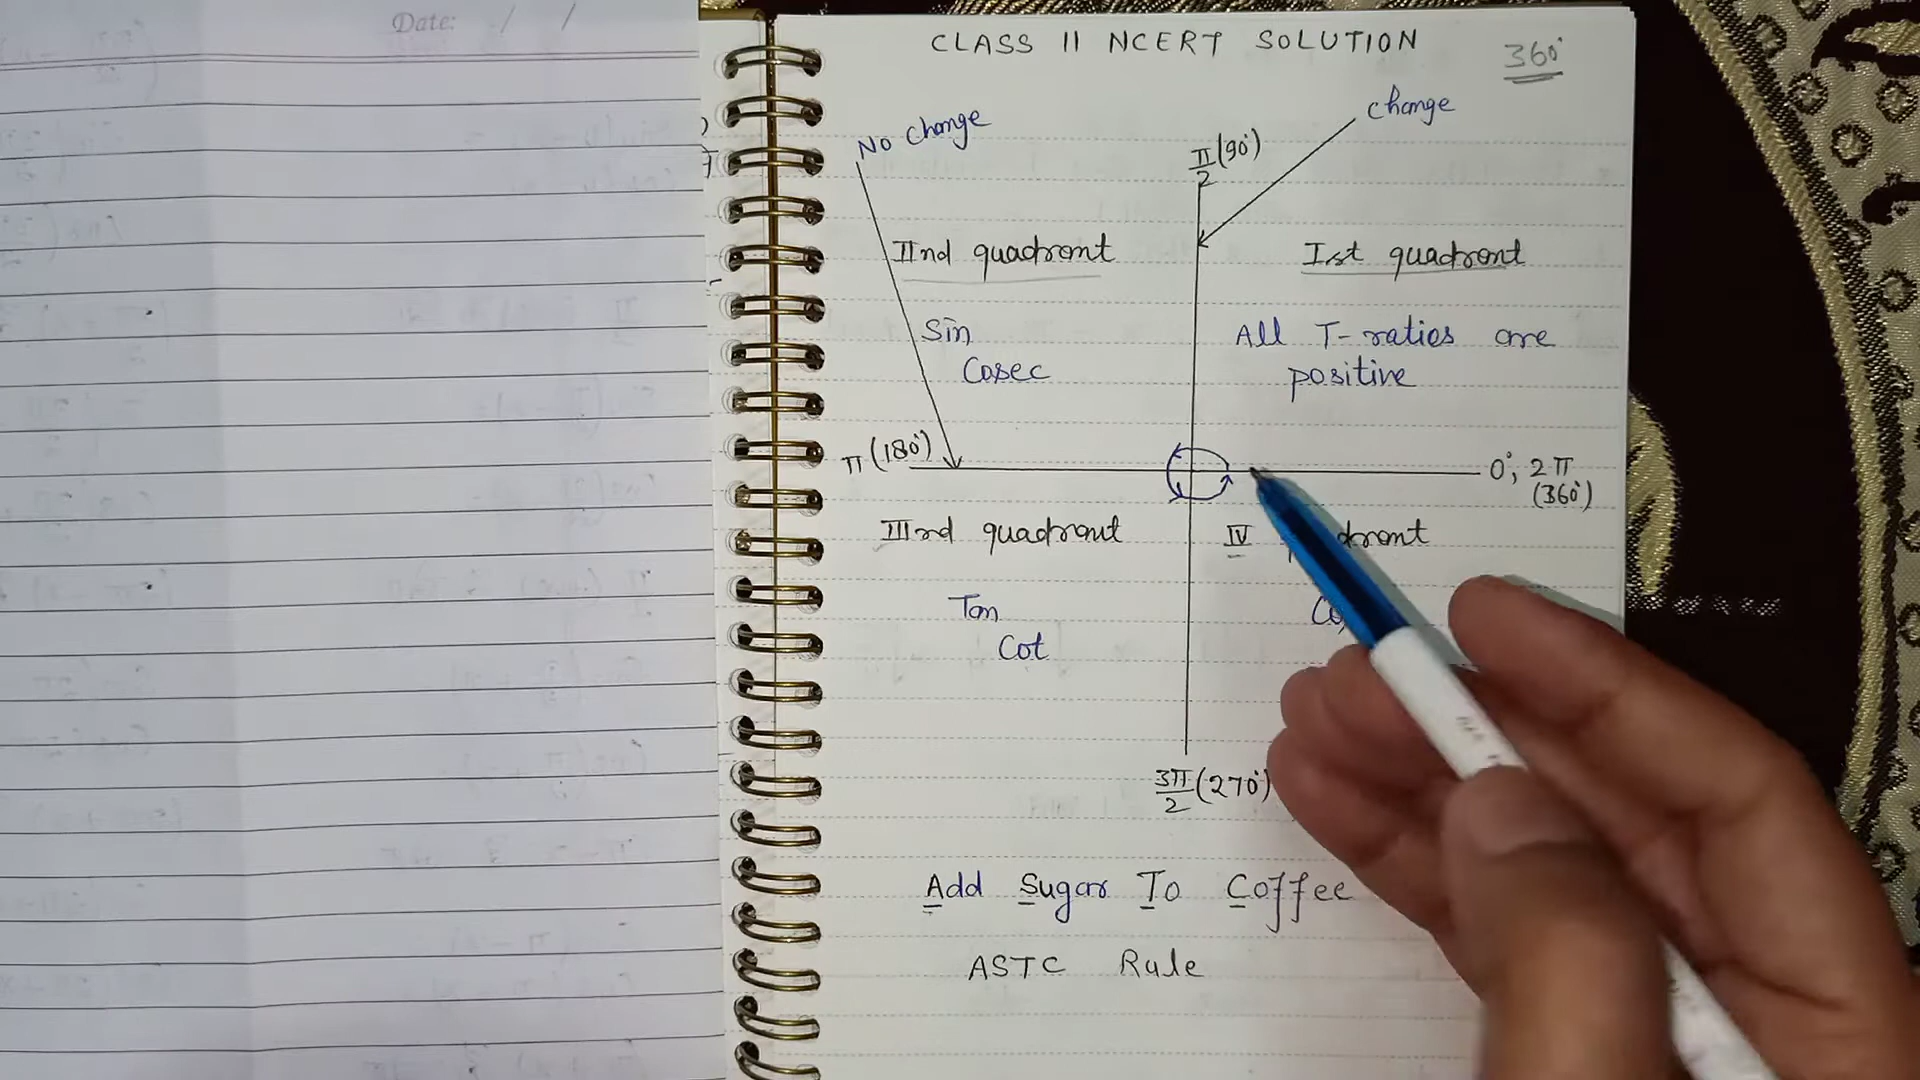 Date: / /
CLASS 11 NCERT SOLUTION
360°
change
No change
π/2 (90°)
IInd quadrant
Ist quadrant
Sin
Cosec
All T-ratios are
positive
π (180°)
0°, 2π
(360°)
IIIrd quadrant
IV
Tan
Cot
3π/2 (270°)
Add Sugar To Coffee
ASTC Rule